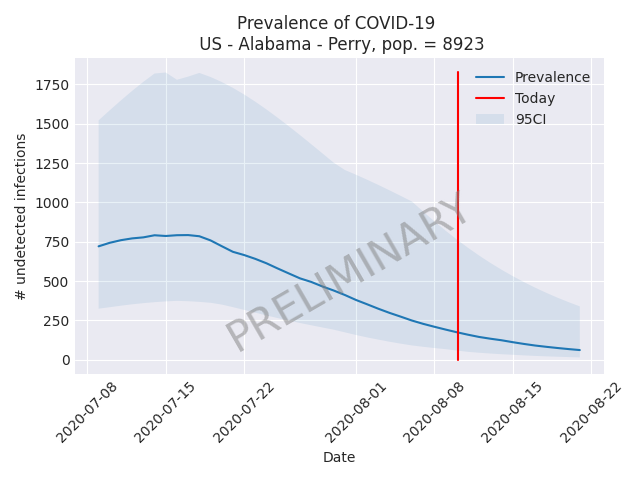 Prevalence of COVID-19
US - Alabama - Perry, pop. = 8923
Prevalence
Today
95CI
1750
1500
1250
1000
750
500
250
0
# undetected infections
PRELIMINARY
2020-07-08
2020-07-15
2020-07-22
2020-08-01
2020-08-08
2020-08-15
2020-08-22
Date